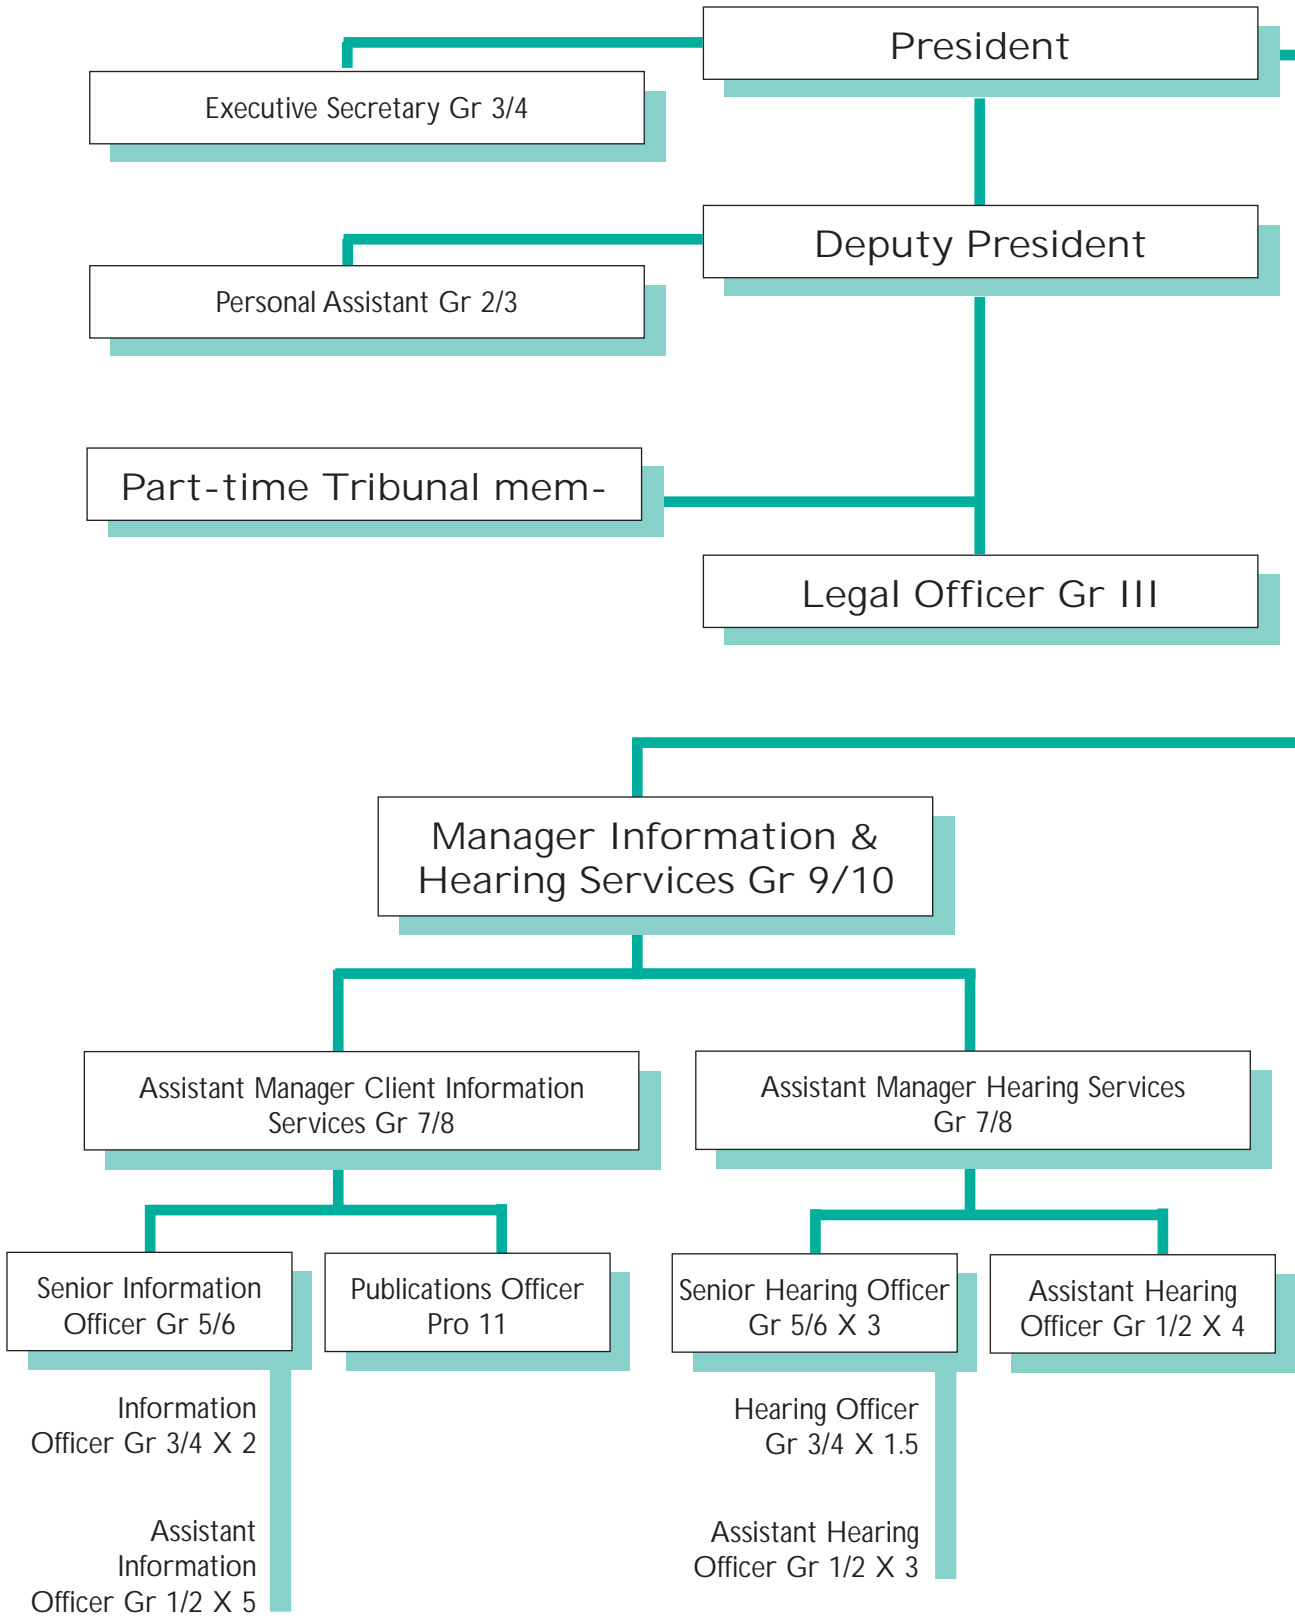 President
Executive Secretary Gr 3/4
Deputy President
Personal Assistant Gr 2/3
Part-time Tribunal mem-
Legal Officer Gr III
Manager Information &
Hearing Services Gr 9/10
Assistant Manager Client Information
Services Gr 7/8
Assistant Manager Hearing Services
Gr 7/8
Senior Information
Officer Gr 5/6
Publications Officer
Pro 11
Senior Hearing Officer
Gr 5/6 X 3
Assistant Hearing
Officer Gr 1/2 X 4
Information
Officer Gr 3/4 X 2
Assistant
Information
Officer Gr 1/2 X 5
Hearing Officer
Gr 3/4 X 1.5
Assistant Hearing
Officer Gr 1/2 X 3